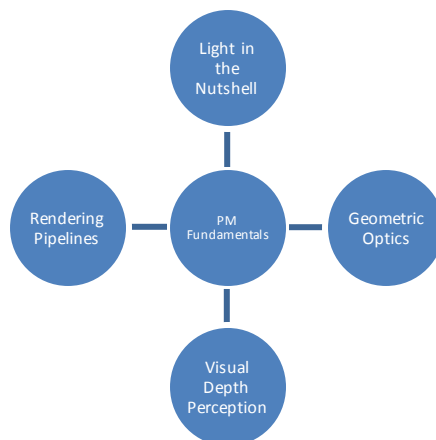 Light in
the
Nutshell
Rendering
Pipelines
PM
Fundamentals
Geometric
Optics
Visual
Depth
Perception